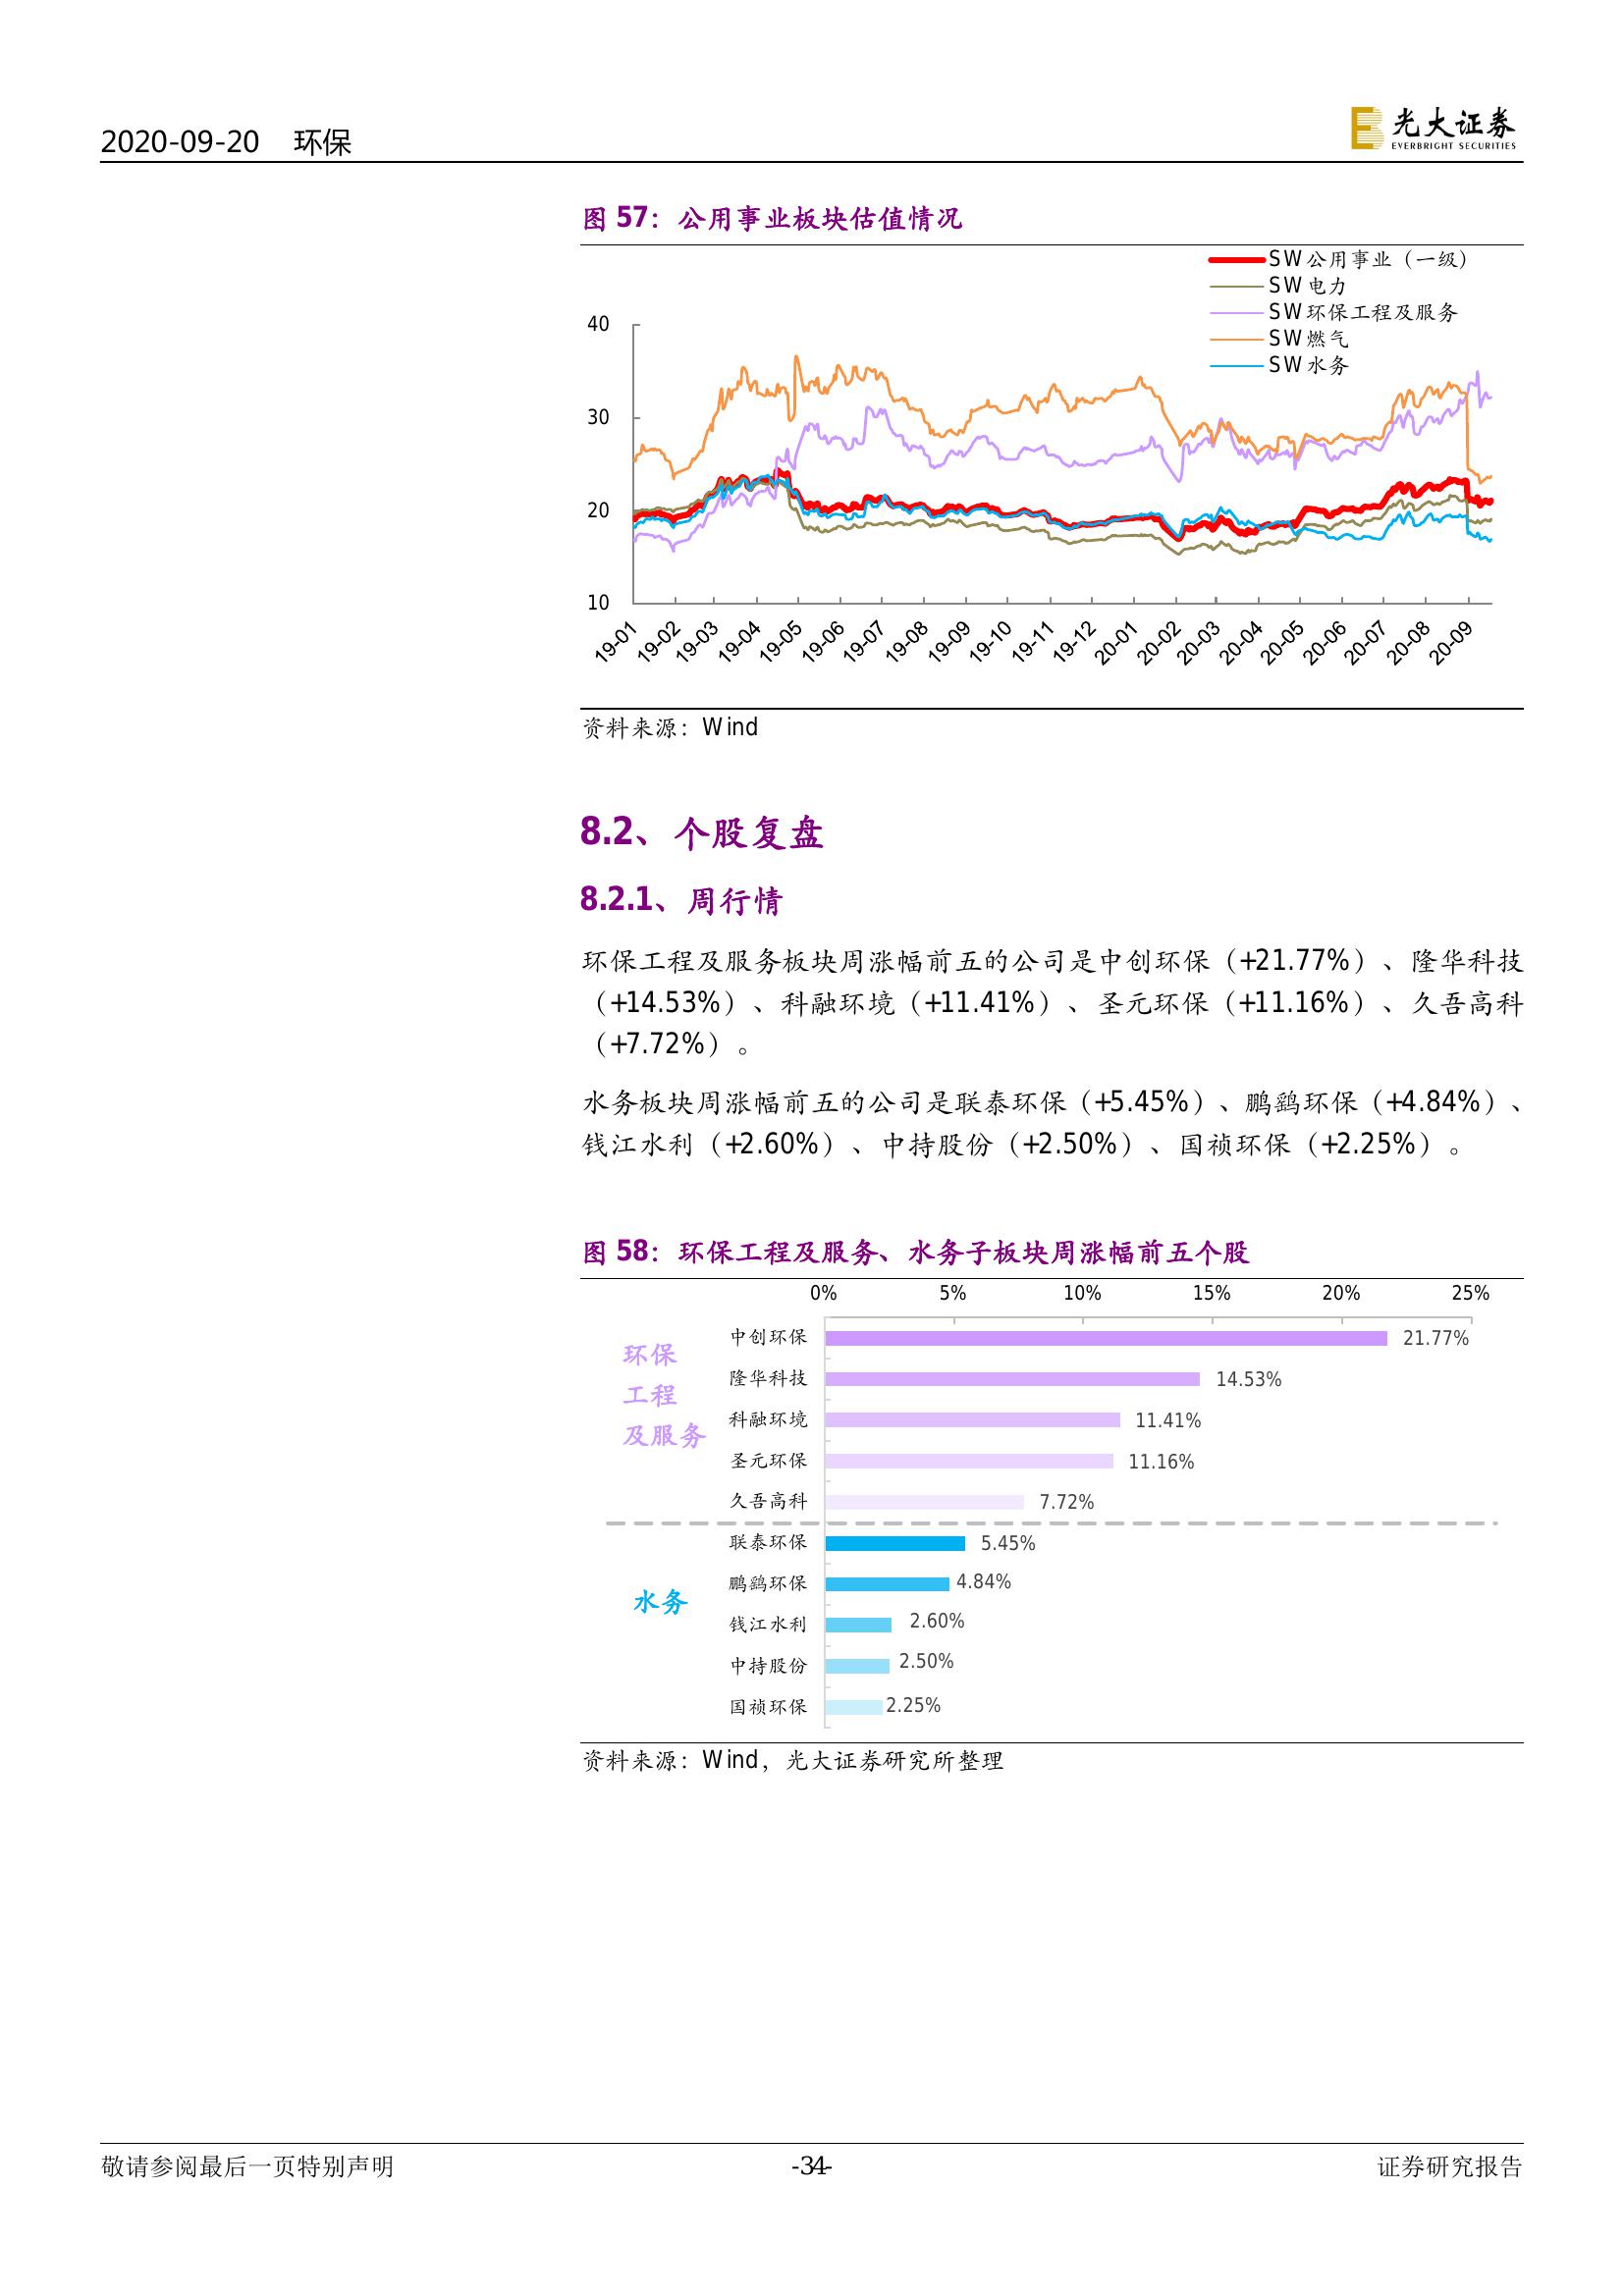 2020-09-20 环保
光大证券
EVERBRIGHT SECURITIES
图 57：公用事业板块估值情况
SW公用事业（一级）
SW电力
SW环保工程及服务
SW燃气
SW水务
40
30
20
10
19-01 19-02 19-03 19-04 19-05 19-06 19-07 19-08 19-09 19-10 19-11 19-12 20-01 20-02 20-03 20-04 20-05 20-06 20-07 20-08 20-09
资料来源：Wind
8.2、个股复盘
8.2.1、周行情
环保工程及服务板块周涨幅前五的公司是中创环保（+21.77%）、隆华科技
（+14.53%）、科融环境（+11.41%）、圣元环保（+11.16%）、久吾高科
（+7.72%）。
水务板块周涨幅前五的公司是联泰环保（+5.45%）、鹏鹞环保（+4.84%）、
钱江水利（+2.60%）、中持股份（+2.50%）、国祯环保（+2.25%）。
图 58：环保工程及服务、水务子板块周涨幅前五个股
0% 5% 10% 15% 20% 25%
环保
工程
及服务
中创环保 21.77%
隆华科技 14.53%
科融环境 11.41%
圣元环保 11.16%
久吾高科 7.72%
水务
联泰环保 5.45%
鹏鹞环保 4.84%
钱江水利 2.60%
中持股份 2.50%
国祯环保 2.25%
资料来源：Wind，光大证券研究所整理
敬请参阅最后一页特别声明 -34- 证券研究报告